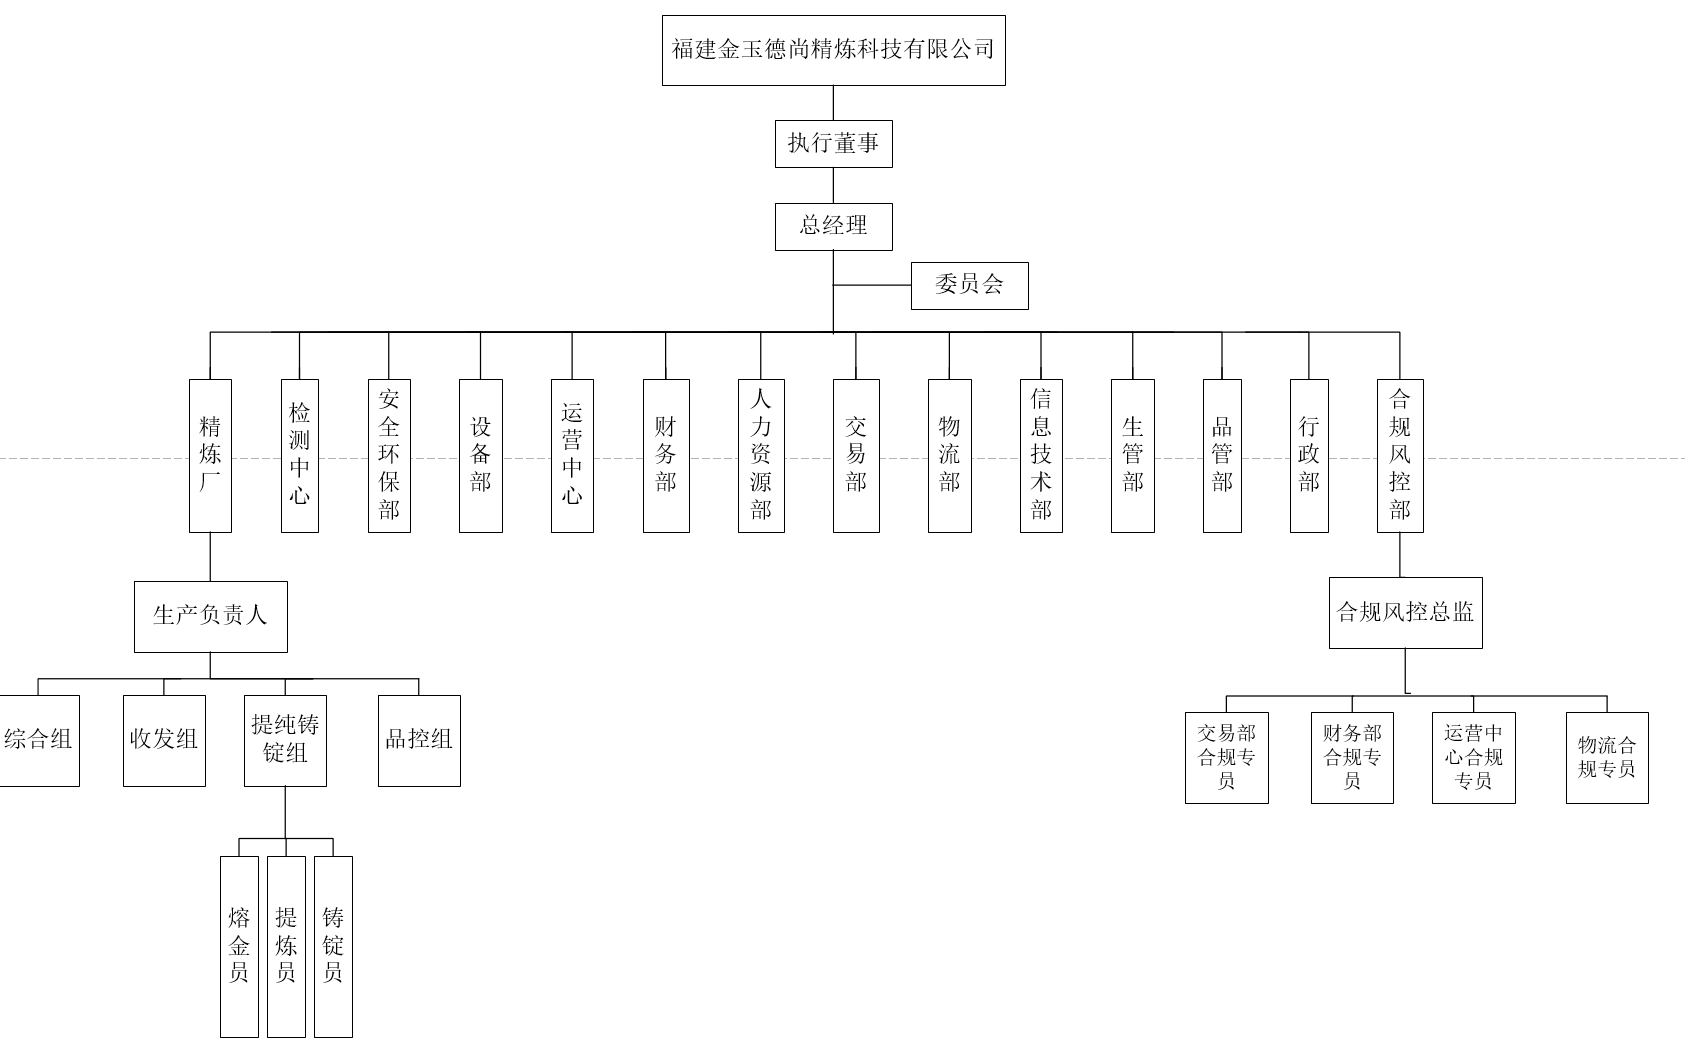 福建金玉德尚精炼科技有限公司
执行董事
总经理
委员会
精炼厂
检测中心
安全环保部
设备部
运营中心
财务部
人力资源部
交易部
物流部
信息技术部
生管部
品管部
行政部
合规风控部
生产负责人
合规风控总监
综合组
收发组
提纯铸
锭组
品控组
交易部
合规专
员
财务部
合规专
员
运营中
心合规
专员
物流合
规专员
熔金员
提炼员
铸锭员